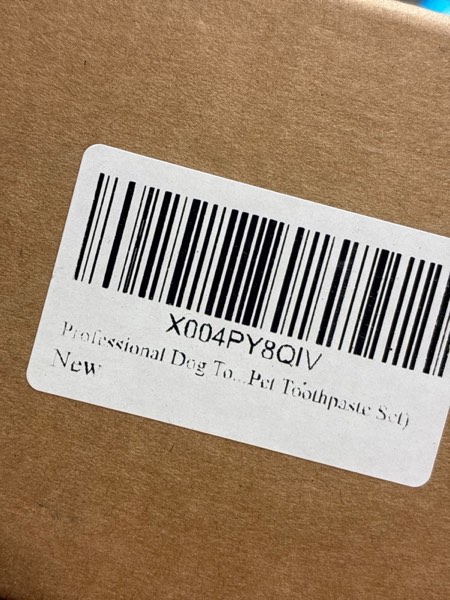 X004PY8QIV
Professional Dog To...Pet Toothpaste Set)
New